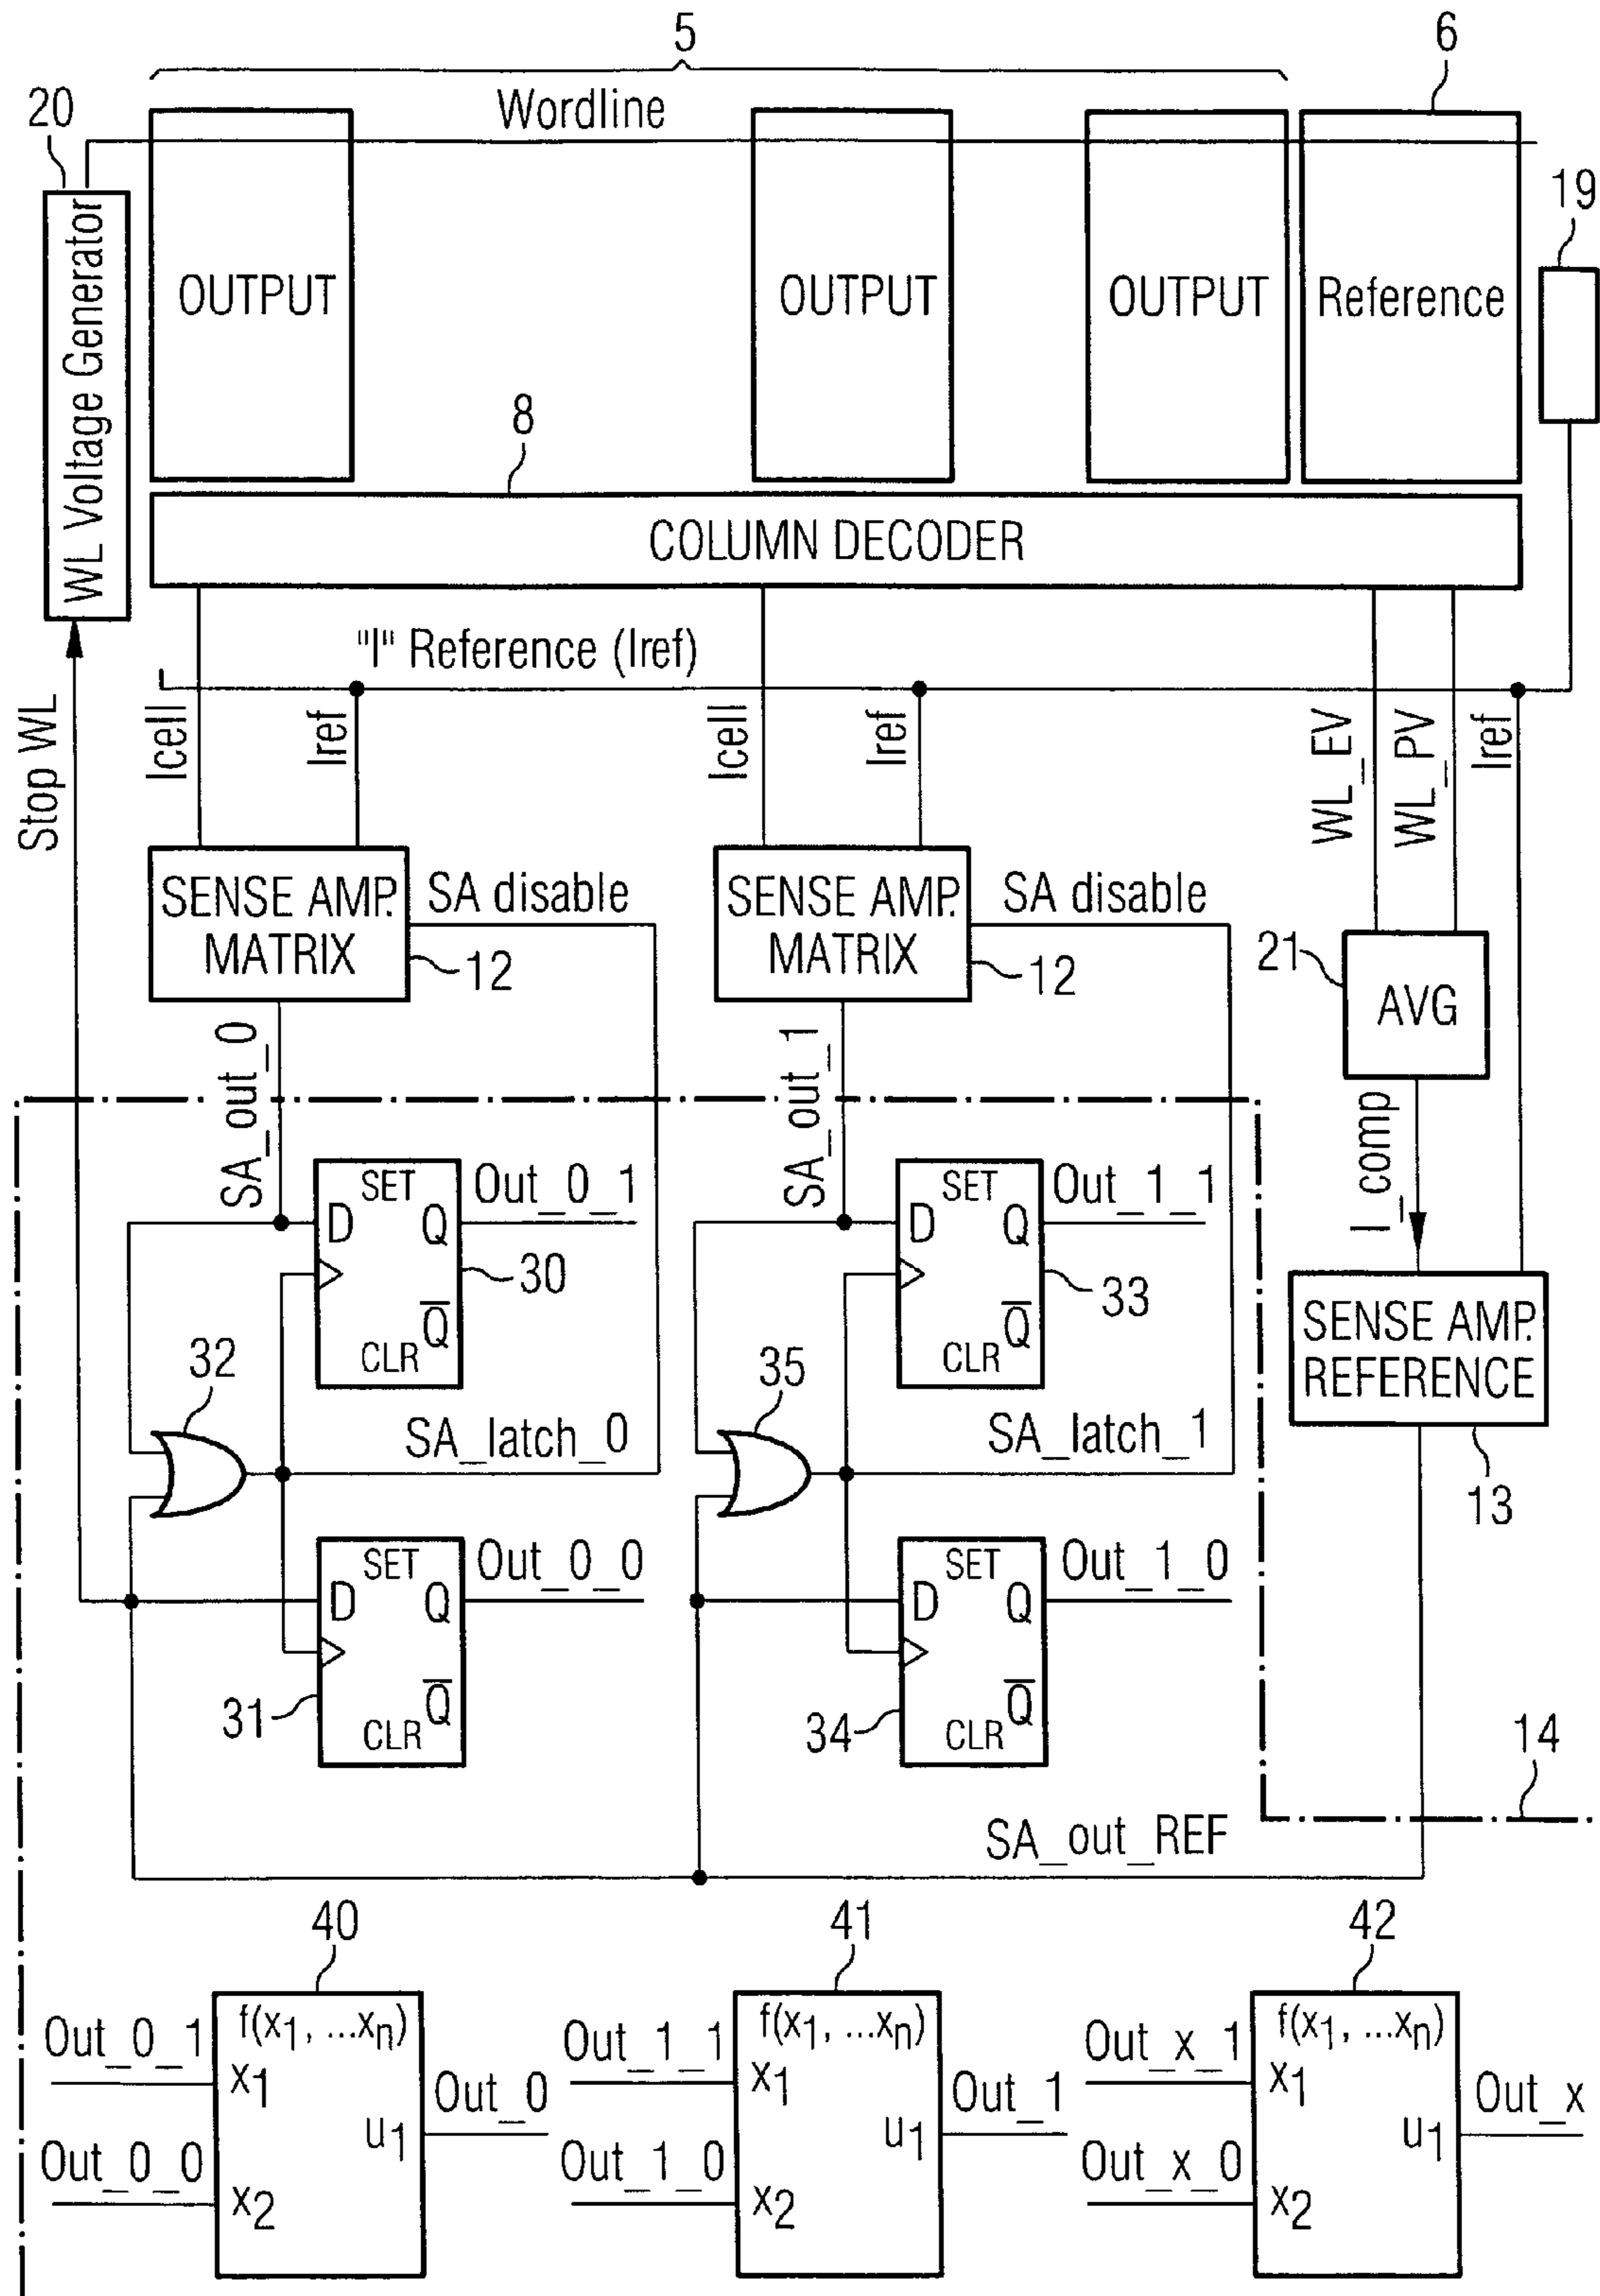 5
6
20
Wordline
19
WL Voltage Generator
OUTPUT
OUTPUT
OUTPUT
Reference
8
COLUMN DECODER
"I" Reference (Iref)
Stop WL
Icell
Iref
Icell
Iref
WL_EV
WL_PV
Iref
SENSE AMP.
MATRIX
SA disable
12
SENSE AMP.
MATRIX
SA disable
12
21
AVG
SA_out_0
SA_out_1
I_comp
SET
D
Q
Q̅
CLR
Out_0_1
30
SET
D
Q
Q̅
CLR
Out_1_1
33
SENSE AMP.
REFERENCE
13
32
SA_latch_0
35
SA_latch_1
SET
D
Q
Q̅
CLR
Out_0_0
31
SET
D
Q
Q̅
CLR
Out_1_0
34
14
SA_out_REF
40
41
42
Out_0_1
f(x₁, ...xₙ)
x₁
Out_0
u₁
Out_0_0
x₂
Out_1_1
f(x₁, ...xₙ)
x₁
Out_1
u₁
Out_1_0
x₂
Out_x_1
f(x₁, ...xₙ)
x₁
Out_x
u₁
Out_x_0
x₂